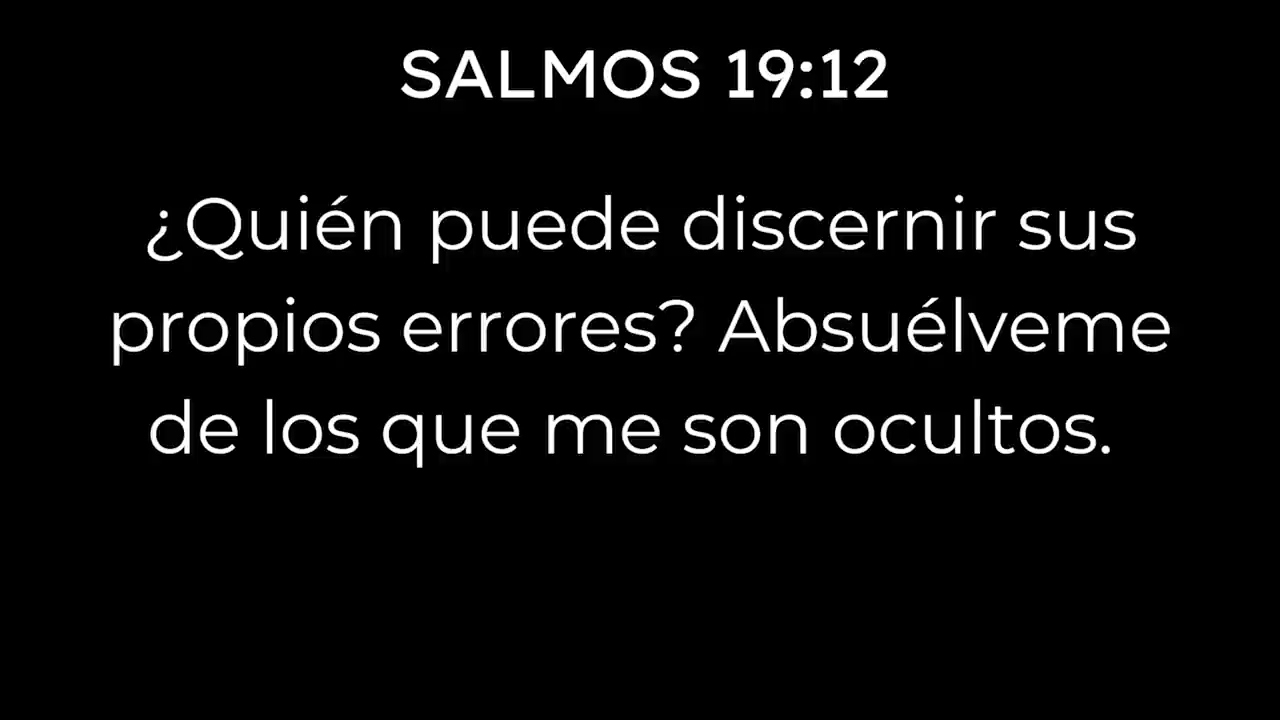 SALMOS 19:12
¿Quién puede discernir sus
propios errores? Absuélveme
de los que me son ocultos.